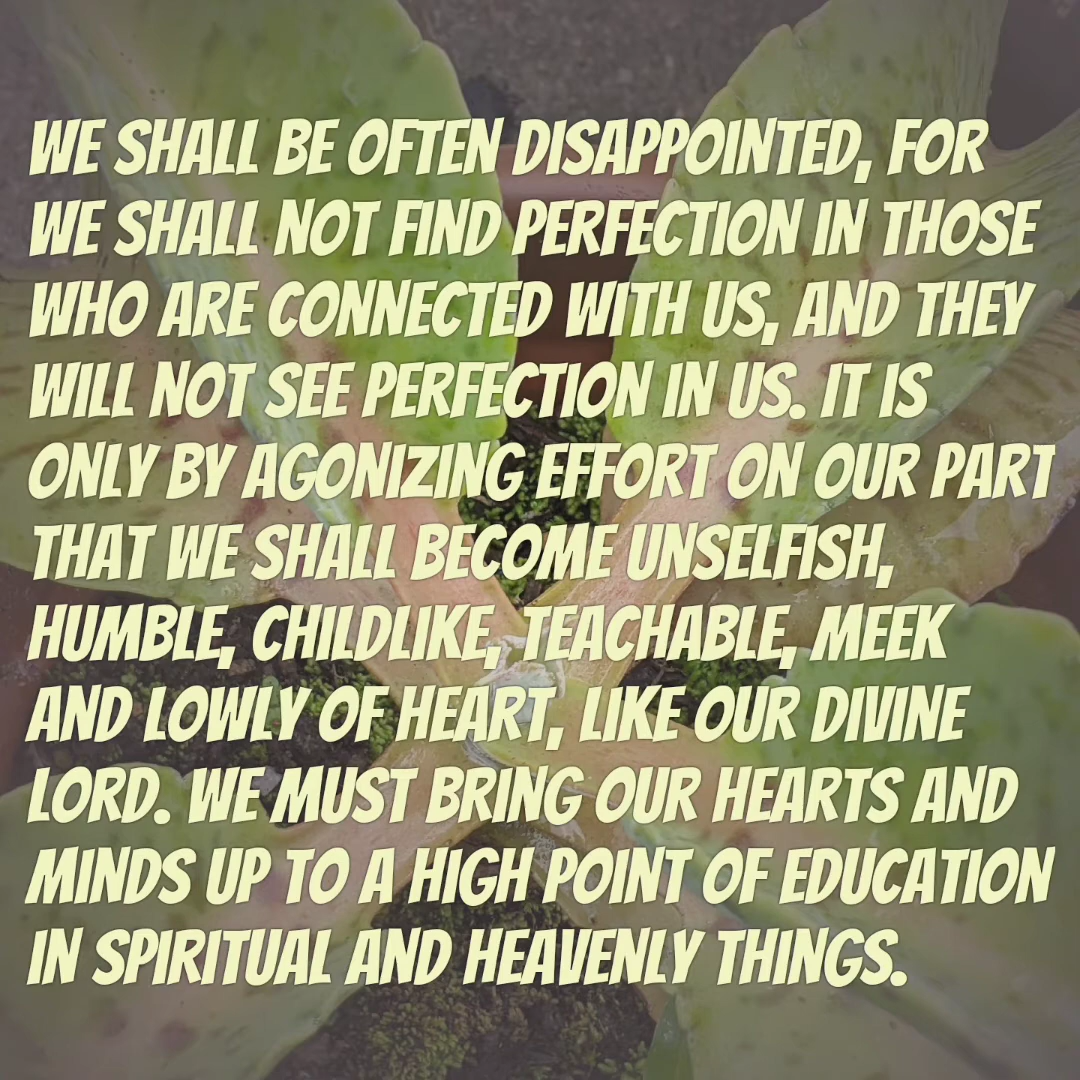 WE SHALL BE OFTEN DISAPPOINTED, FOR
WE SHALL NOT FIND PERFECTION IN THOSE
WHO ARE CONNECTED WITH US, AND THEY
WILL NOT SEE PERFECTION IN US. IT IS
ONLY BY AGONIZING EFFORT ON OUR PART
THAT WE SHALL BECOME UNSELFISH,
HUMBLE, CHILDLIKE, TEACHABLE, MEEK
AND LOWLY OF HEART, LIKE OUR DIVINE
LORD. WE MUST BRING OUR HEARTS AND
MINDS UP TO A HIGH POINT OF EDUCATION
IN SPIRITUAL AND HEAVENLY THINGS.